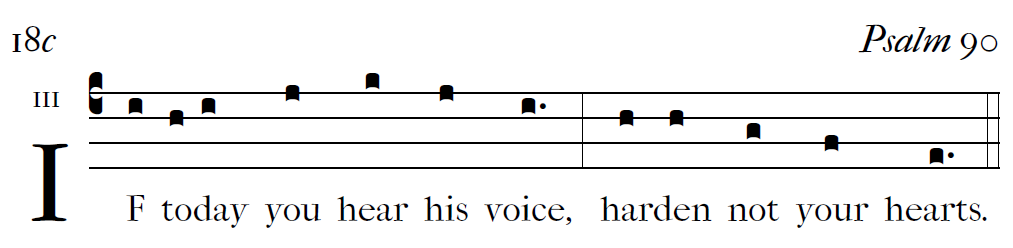 18c Psalm 90
III
IF today you hear his voice, harden not your hearts.